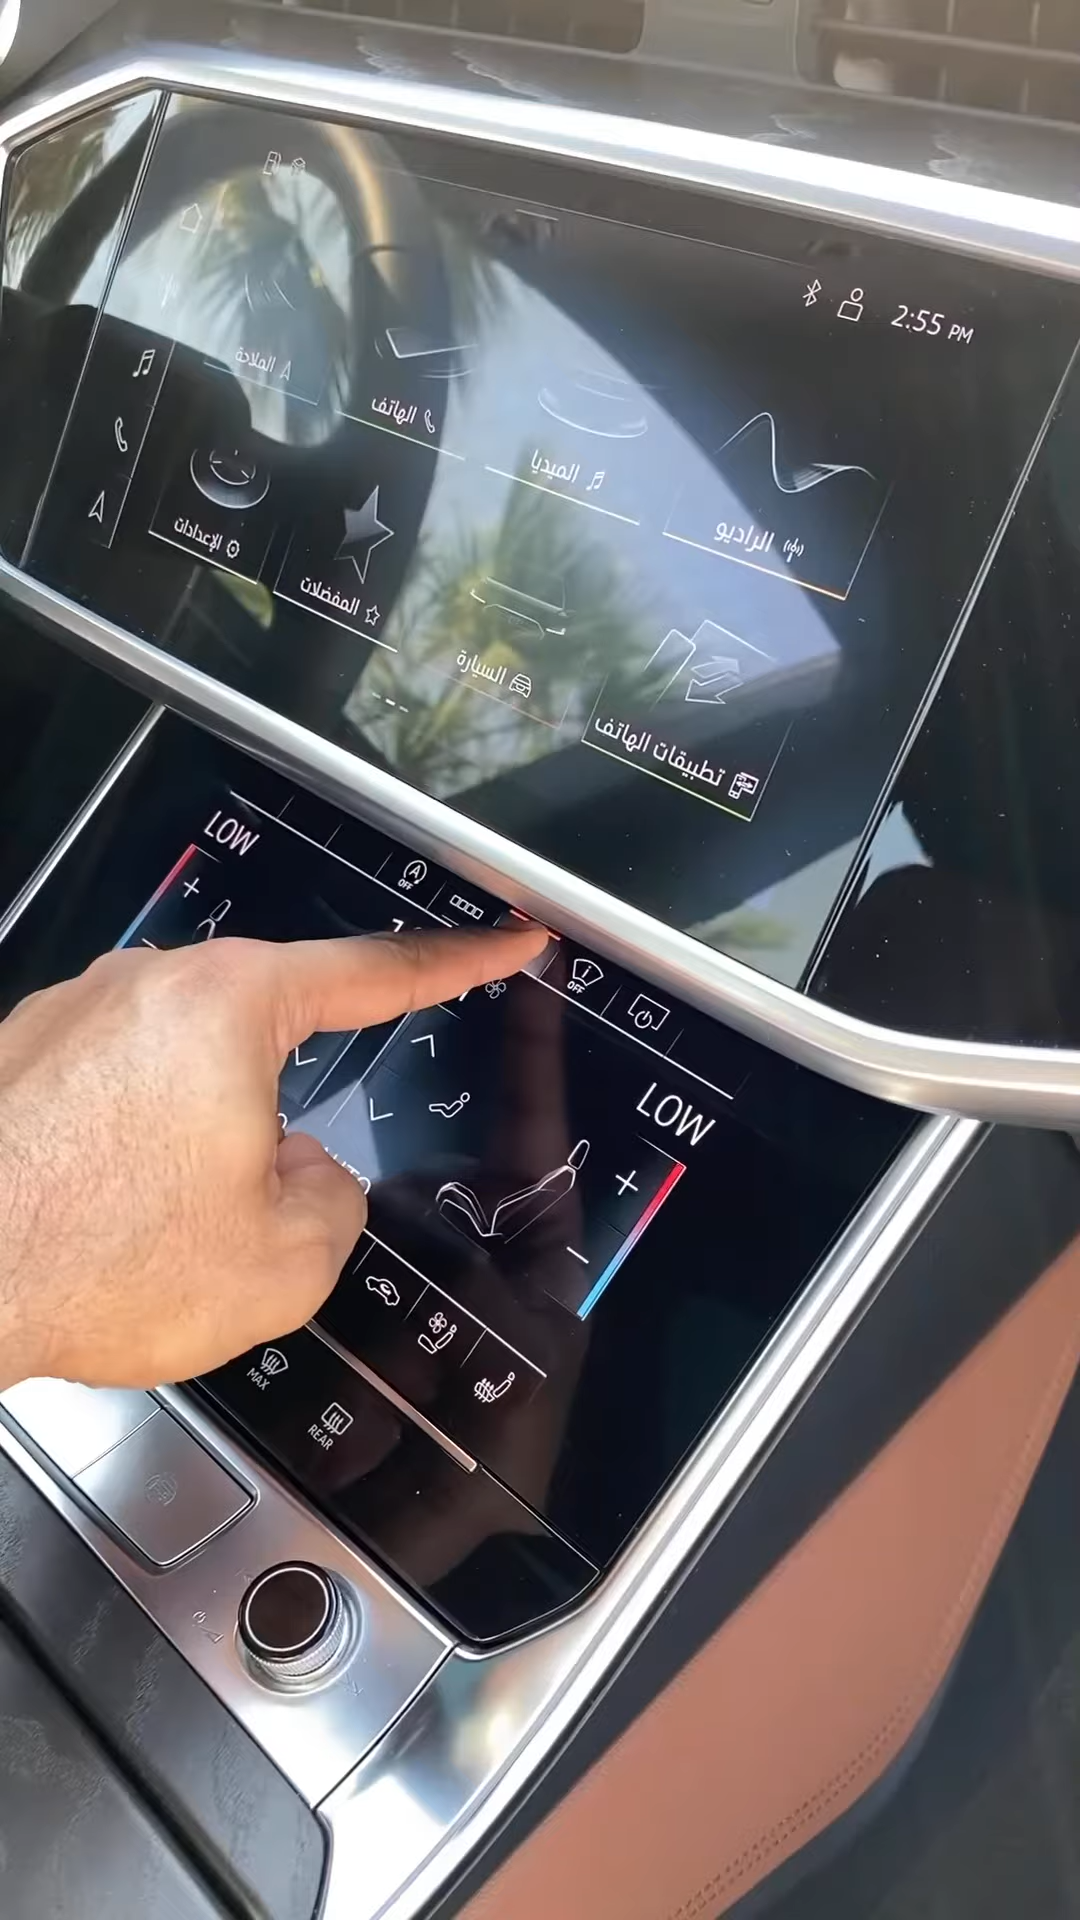 2:55 PM
الراديو
الميديا
الهاتف
الملاحة
تطبيقات الهاتف
السيارة
المفضلات
الإعدادات
LOW
A
OFF
OFF
LOW
MAX
REAR